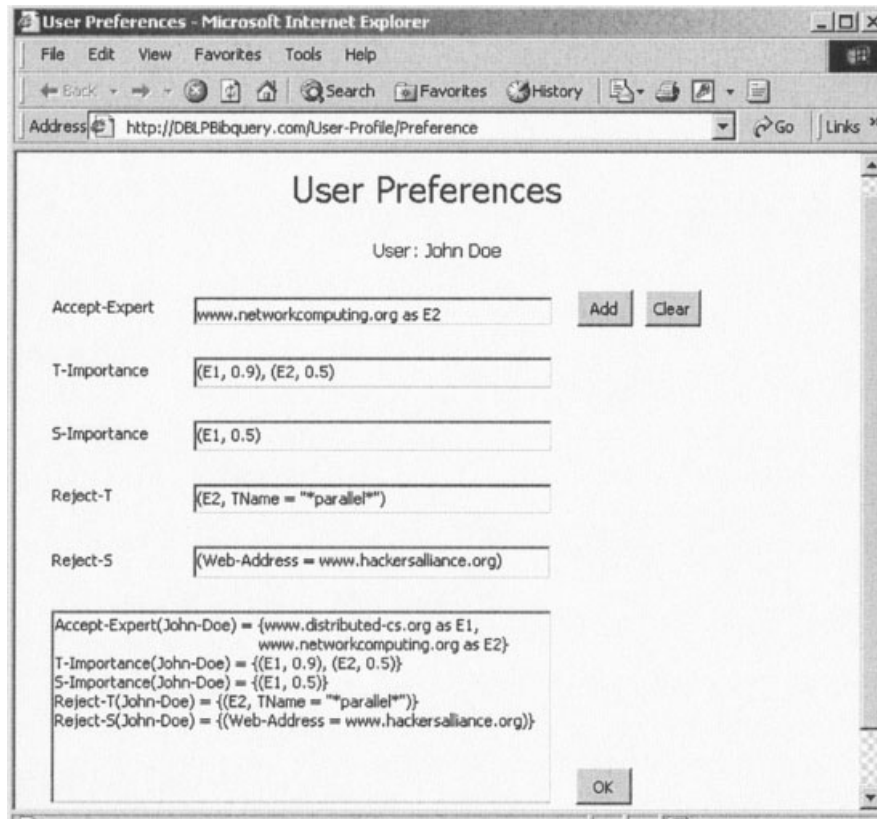 User Preferences - Microsoft Internet Explorer
File Edit View Favorites Tools Help
Back Search Favorites History
Address http://DBLPBibquery.com/User-Profile/Preference Go Links »
User Preferences
User : John Doe
Accept-Expert www.networkcomputing.org as E2 Add Clear
T-Importance (E1, 0.9), (E2, 0.5)
S-Importance (E1, 0.5)
Reject-T (E2, TName = "*parallel*")
Reject-S (Web-Address = www.hackersalliance.org)
Accept-Expert(John-Doe) = {www.distributed-cs.org as E1,
www.networkcomputing.org as E2}
T-Importance(John-Doe) = {(E1, 0.9), (E2, 0.5)}
S-Importance(John-Doe) = {(E1, 0.5)}
Reject-T(John-Doe) = {(E2, TName = "*parallel*")}
Reject-S(John-Doe) = {(Web-Address = www.hackersalliance.org)}
OK